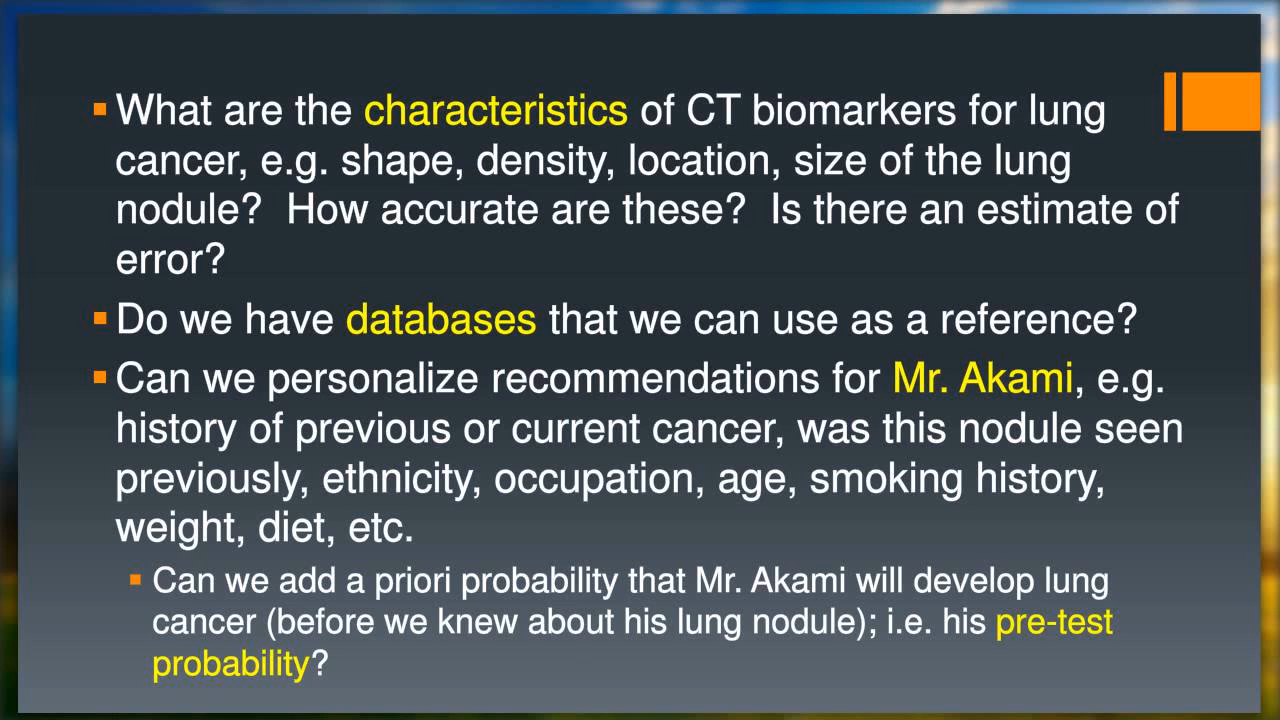 What are the characteristics of CT biomarkers for lung
cancer, e.g. shape, density, location, size of the lung
nodule?  How accurate are these?  Is there an estimate of
error?
Do we have databases that we can use as a reference?
Can we personalize recommendations for Mr. Akami, e.g.
history of previous or current cancer, was this nodule seen
previously, ethnicity, occupation, age, smoking history,
weight, diet, etc.
Can we add a priori probability that Mr. Akami will develop lung
cancer (before we knew about his lung nodule); i.e. his pre-test
probability?